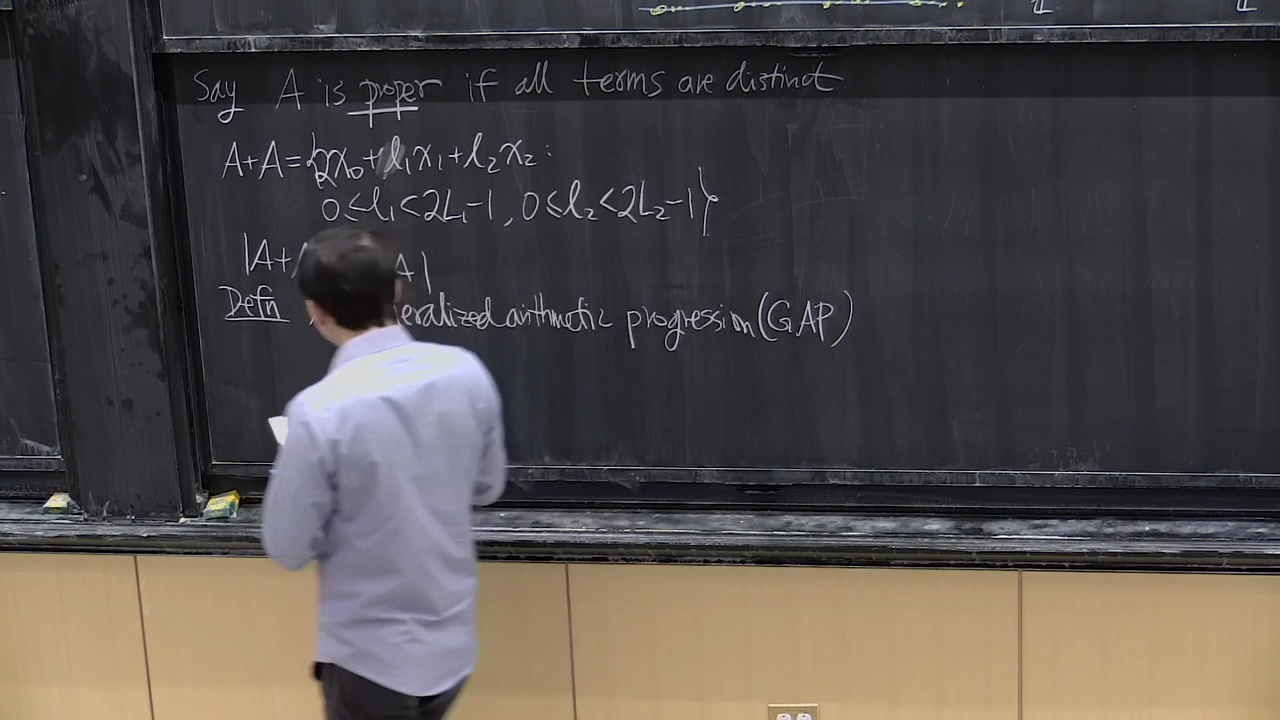 Say A is proper if all terms are distinct
A+A={2x₀+l₁x₁+l₂x₂:
0≤l₁<2L₁-1, 0≤l₂<2L₂-1}
|A+ A|
Defn arithmetic progression (GAP)